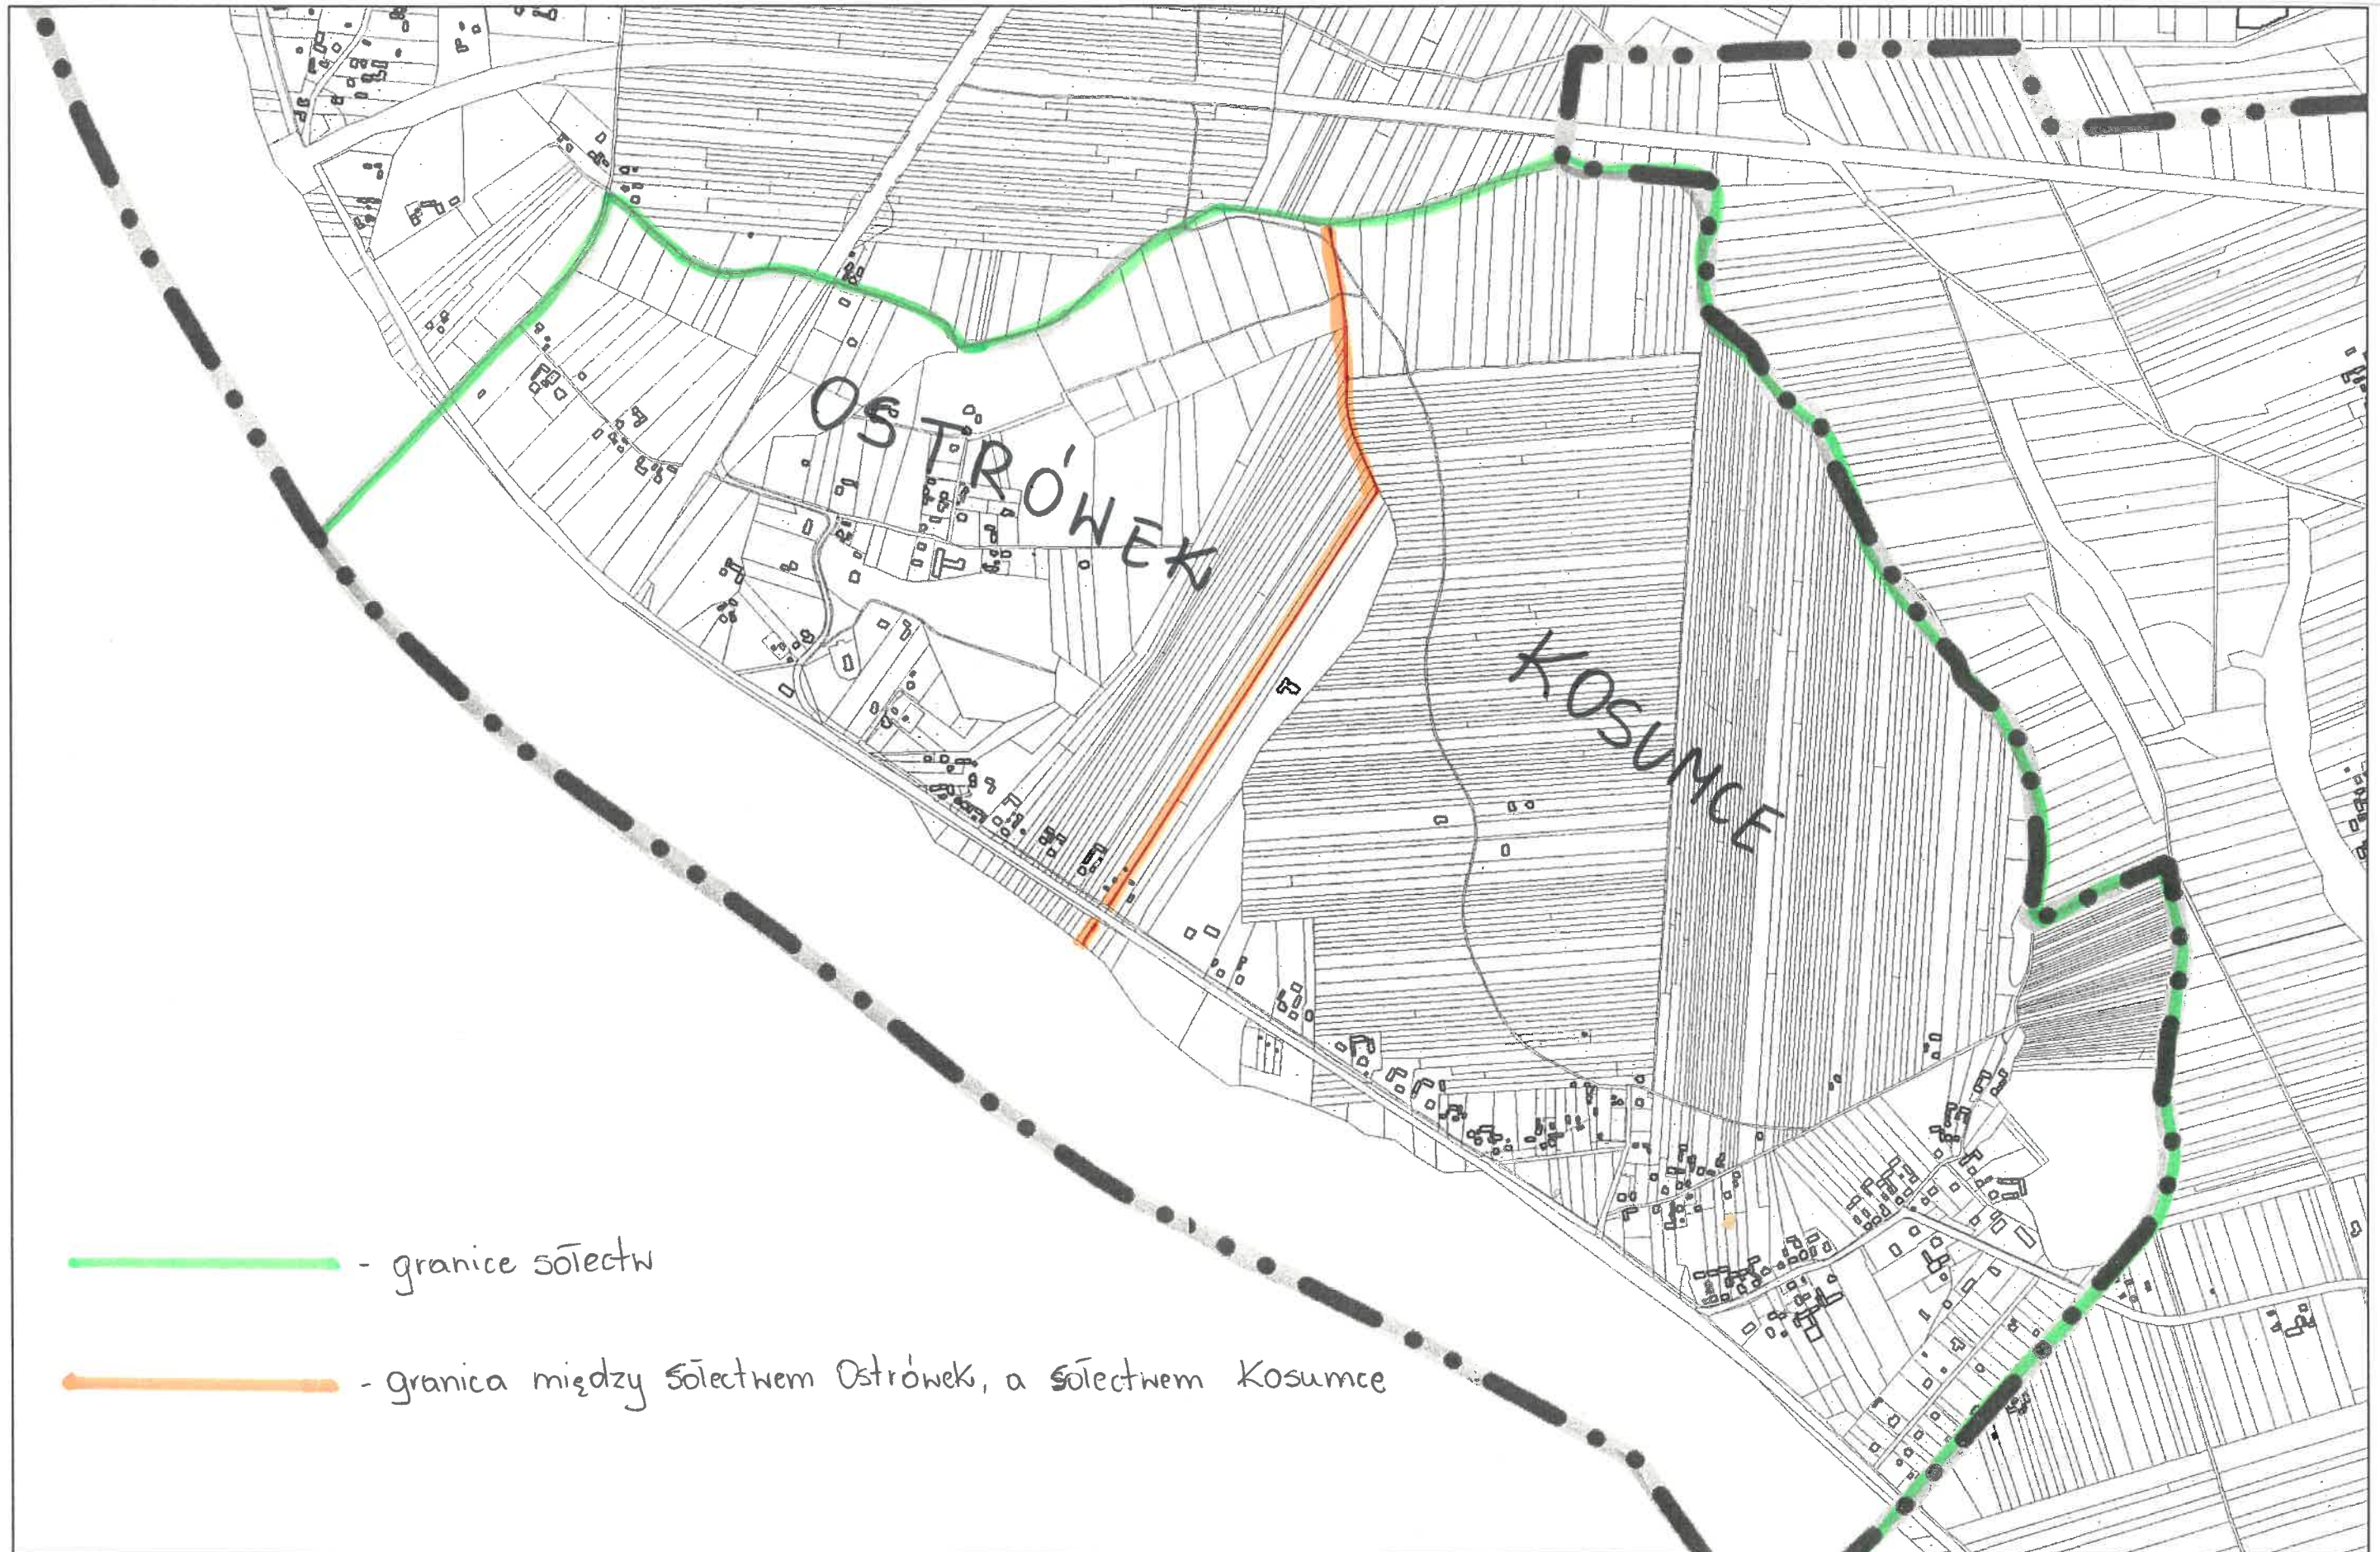 OSTRÓWEK
KOSUMCE
- granice sołectw
- granica między sołectwem Ostrówek, a sołectwem Kosumce